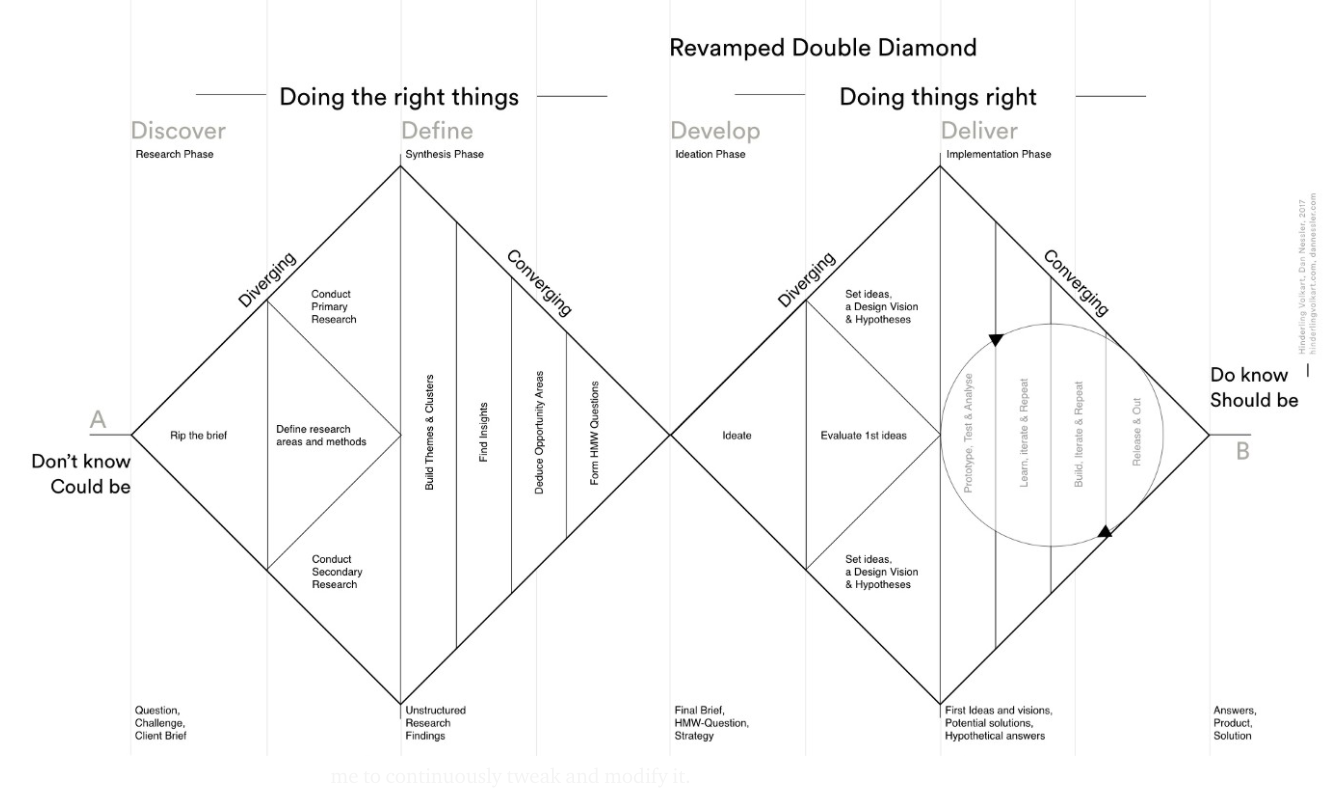 Revamped Double Diamond
Doing the right things
Doing things right
Discover
Research Phase
Define
Synthesis Phase
Develop
Ideation Phase
Deliver
Implementation Phase
A
Don't know
Could be
Diverging
Rip the brief
Conduct
Primary
Research
Define research
areas and methods
Conduct
Secondary
Research
Converging
Build Themes & Clusters
Find Insights
Deduce Opportunity Areas
Form HMW Questions
Diverging
Ideate
Set ideas,
a Design Vision
& Hypotheses
Evaluate 1st ideas
Set ideas,
a Design Vision
& Hypotheses
Converging
Prototype, Test & Analyse
Learn, iterate & Repeat
Build, Iterate & Repeat
Release & Out
Do know
Should be
B
Hinderling Volkart, Dan Nessler, 2017
hinderlingvolkart.com, dannessler.com
Question,
Challenge,
Client Brief
Unstructured
Research
Findings
Final Brief,
HMW-Question,
Strategy
First Ideas and visions,
Potential solutions,
Hypothetical answers
Answers,
Product,
Solution
me to continuously tweak and modify it.